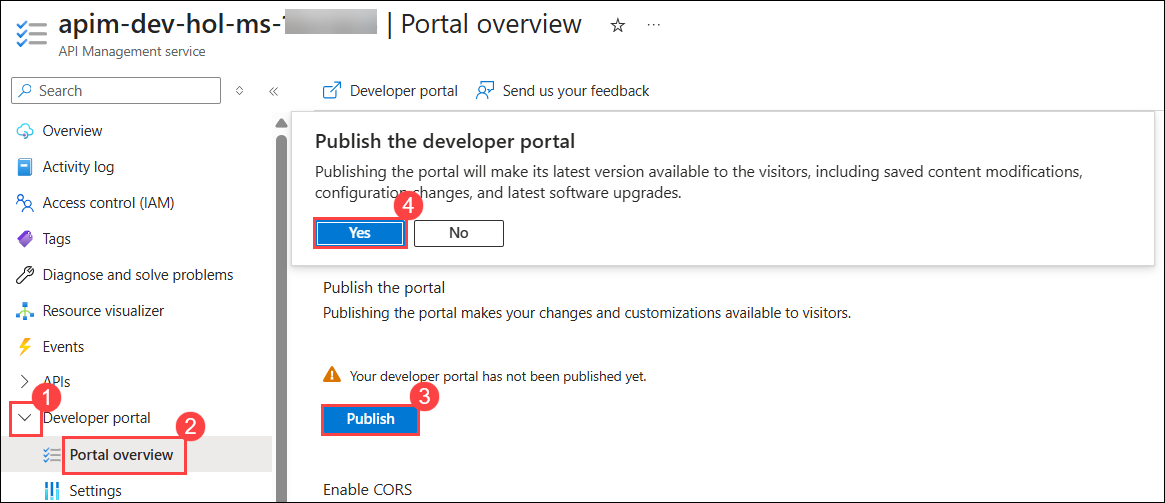 apim-dev-hol-ms- | Portal overview
API Management service
Search
Developer portal
Send us your feedback
Overview
Activity log
Access control (IAM)
Tags
Diagnose and solve problems
Resource visualizer
Events
APIs
1
Developer portal
2
Portal overview
Settings
Publish the developer portal
Publishing the portal will make its latest version available to the visitors, including saved content modifications,
configuration changes, and latest software upgrades.
4
Yes
No
Publish the portal
Publishing the portal makes your changes and customizations available to visitors.
Your developer portal has not been published yet.
3
Publish
Enable CORS